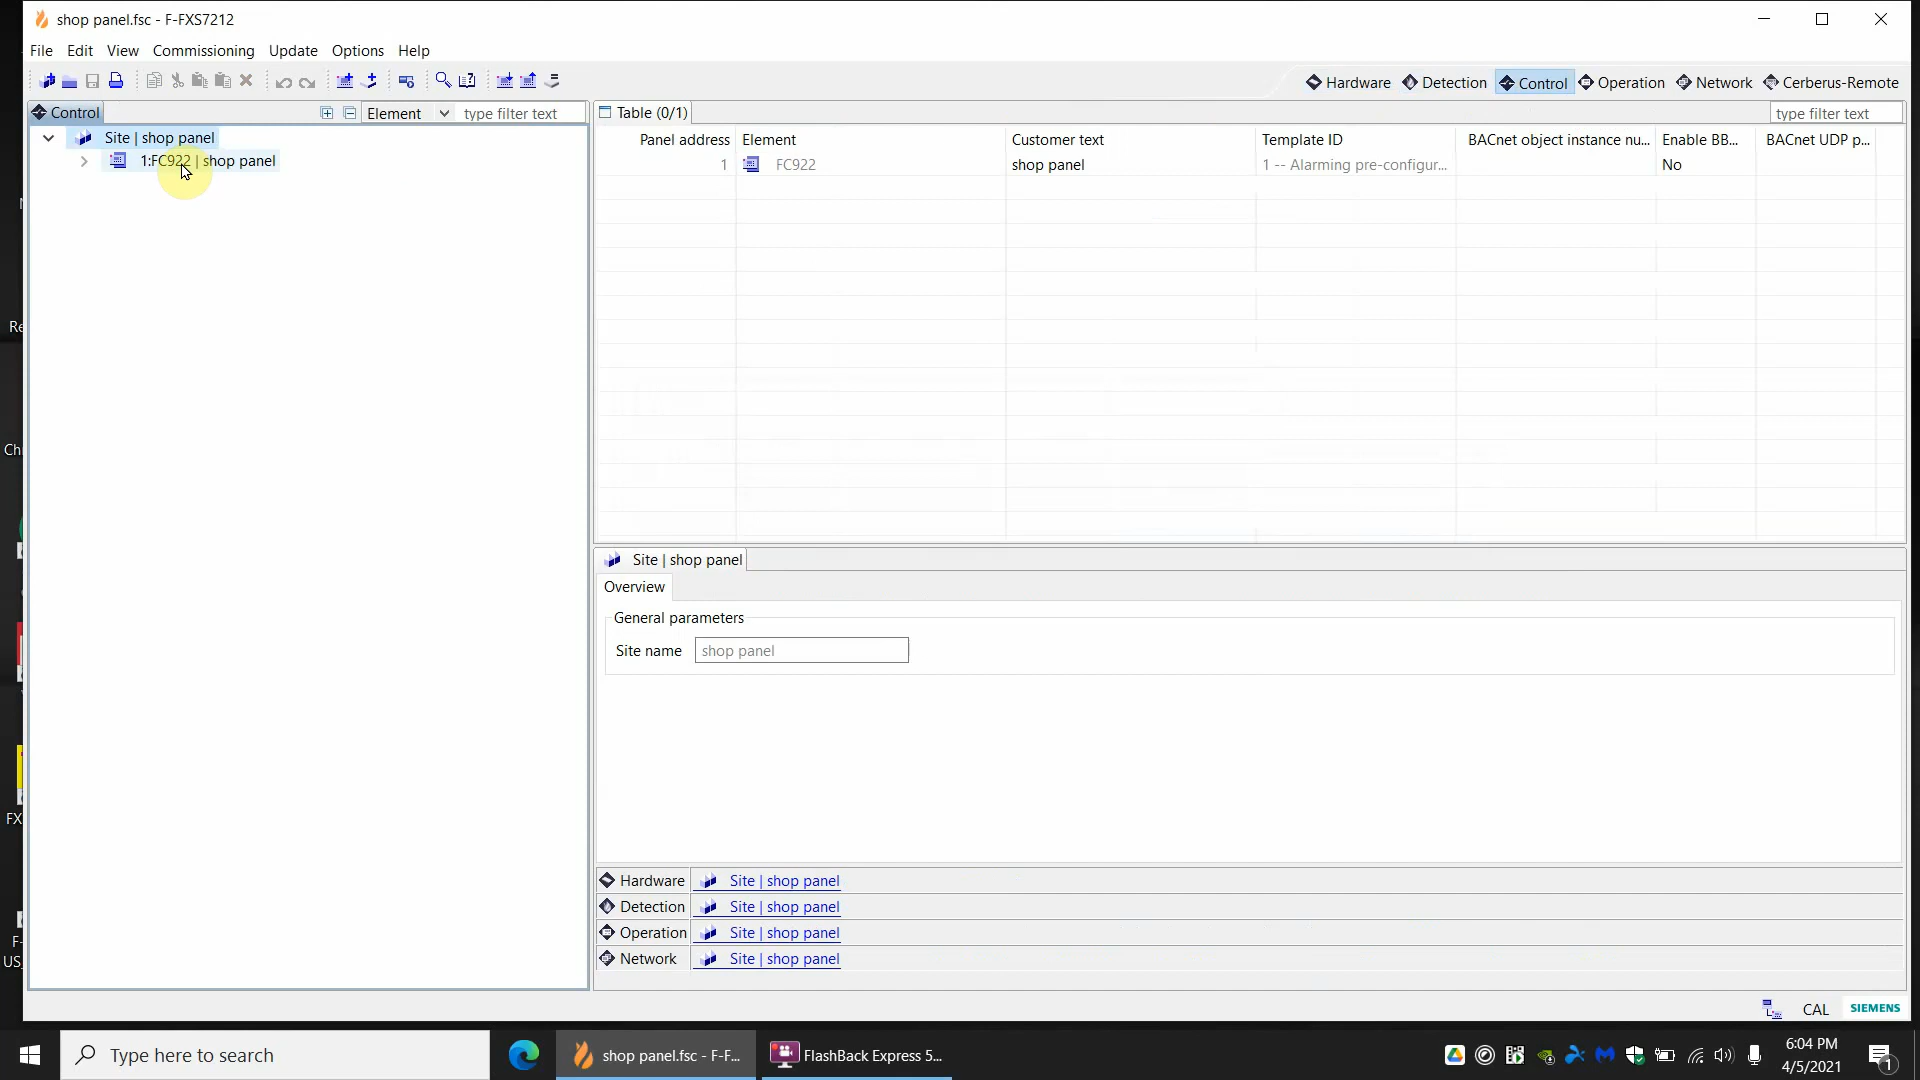 shop panel.fsc - F-FXS7212
File Edit View Commissioning Update Options Help
Hardware Detection Control Operation Network Cerberus-Remote
Control Element type filter text
Table (0/1) type filter text
Site | shop panel
1:FC922 | shop panel
Panel address Element Customer text Template ID BACnet object instance nu... Enable BB... BACnet UDP p...
1 FC922 shop panel 1 -- Alarming pre-configur... No
Site | shop panel
Overview
General parameters
Site name shop panel
Hardware Site | shop panel
Detection Site | shop panel
Operation Site | shop panel
Network Site | shop panel
CAL SIEMENS
Re
Chr
FX
F-
US_
Type here to search
shop panel.fsc - F-F...
FlashBack Express 5...
6:04 PM
4/5/2021
1